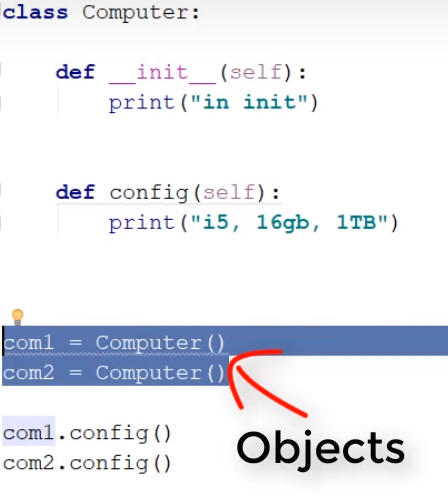 class Computer:
def __init__(self):
print("in init")
def config(self):
print("i5, 16gb, 1TB")
com1 = Computer()
com2 = Computer()
com1.config()
com2.config()
Objects